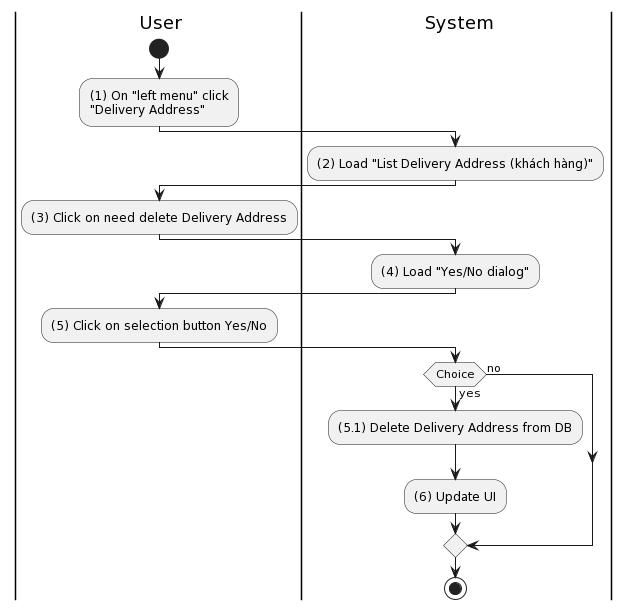 User
System
(1) On "left menu" click
"Delivery Address"
(2) Load "List Delivery Address (khách hàng)"
(3) Click on need delete Delivery Address
(4) Load "Yes/No dialog"
(5) Click on selection button Yes/No
Choice
no
yes
(5.1) Delete Delivery Address from DB
(6) Update UI